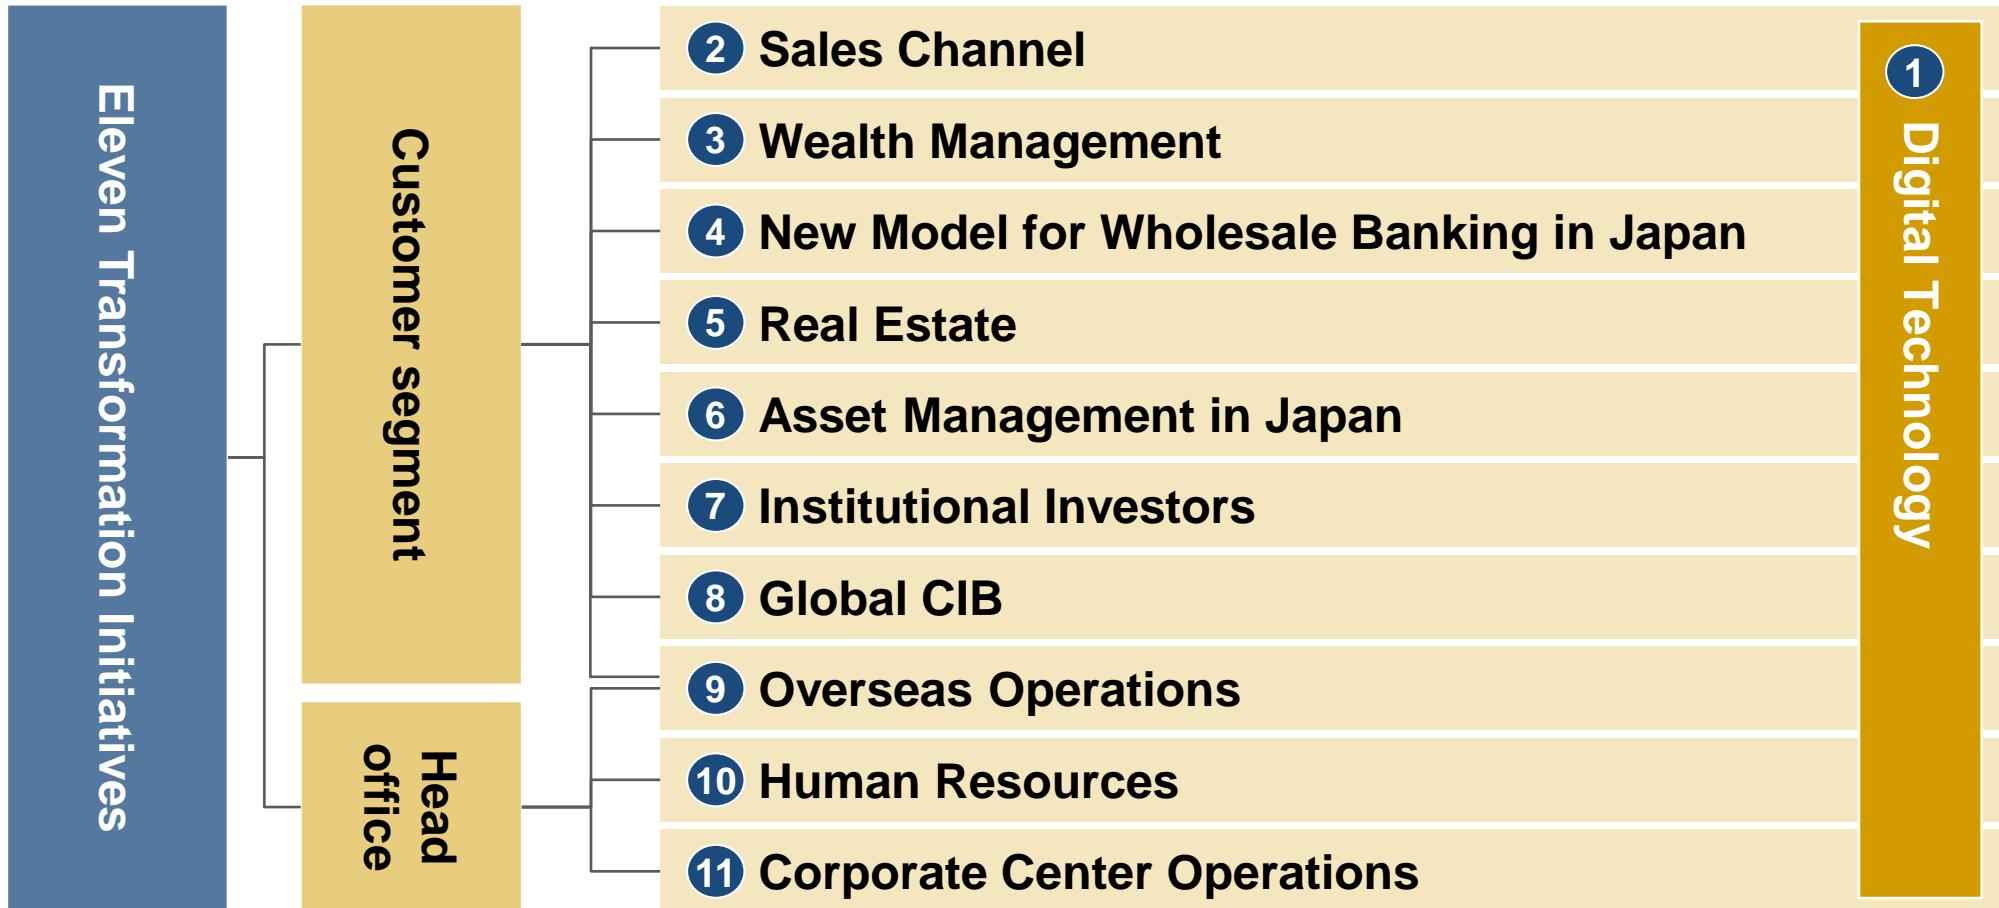 Eleven Transformation Initiatives
Customer segment
Head
office
2 Sales Channel
3 Wealth Management
4 New Model for Wholesale Banking in Japan
5 Real Estate
6 Asset Management in Japan
7 Institutional Investors
8 Global CIB
9 Overseas Operations
10 Human Resources
11 Corporate Center Operations
1 Digital Technology